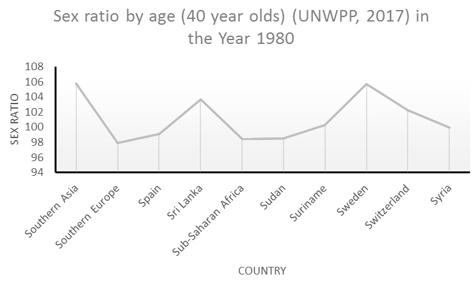 Sex ratio by age (40 year olds) (UNWPP, 2017) in
the Year 1980
108
106
104
102
100
98
96
94
SEX RATIO
Southern Asia
Southern Europe
Spain
Sri Lanka
Sub-Saharan Africa
Sudan
Suriname
Sweden
Switzerland
Syria
COUNTRY